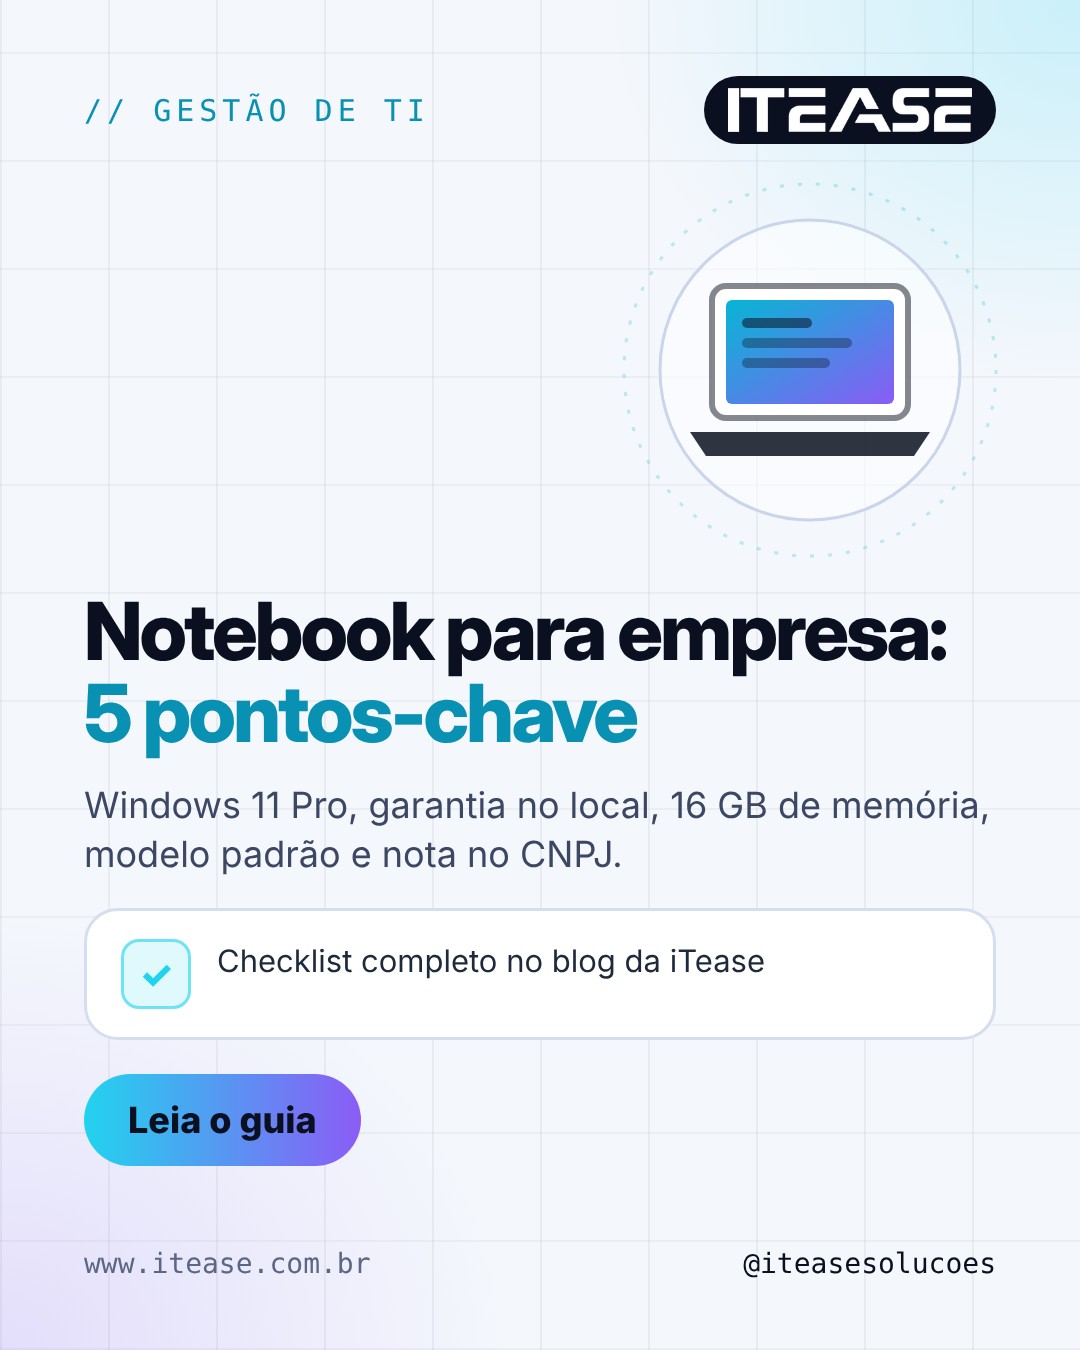 // GESTÃO DE TI
ITEASE
Notebook para empresa:
5 pontos-chave
Windows 11 Pro, garantia no local, 16 GB de memória,
modelo padrão e nota no CNPJ.
Checklist completo no blog da iTease
Leia o guia
www.itease.com.br
@iteasesolucoes